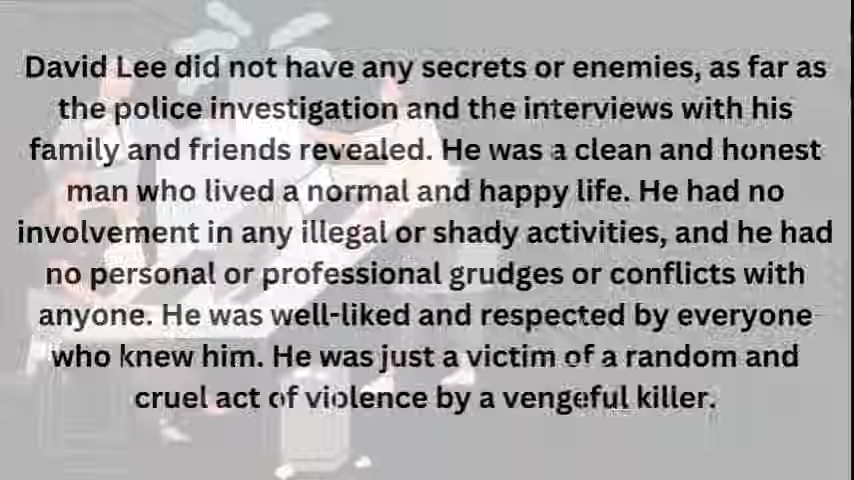 David Lee did not have any secrets or enemies, as far as
the police investigation and the interviews with his
family and friends revealed. He was a clean and honest
man who lived a normal and happy life. He had no
involvement in any illegal or shady activities, and he had
no personal or professional grudges or conflicts with
anyone. He was well-liked and respected by everyone
who knew him. He was just a victim of a random and
cruel act of violence by a vengeful killer.